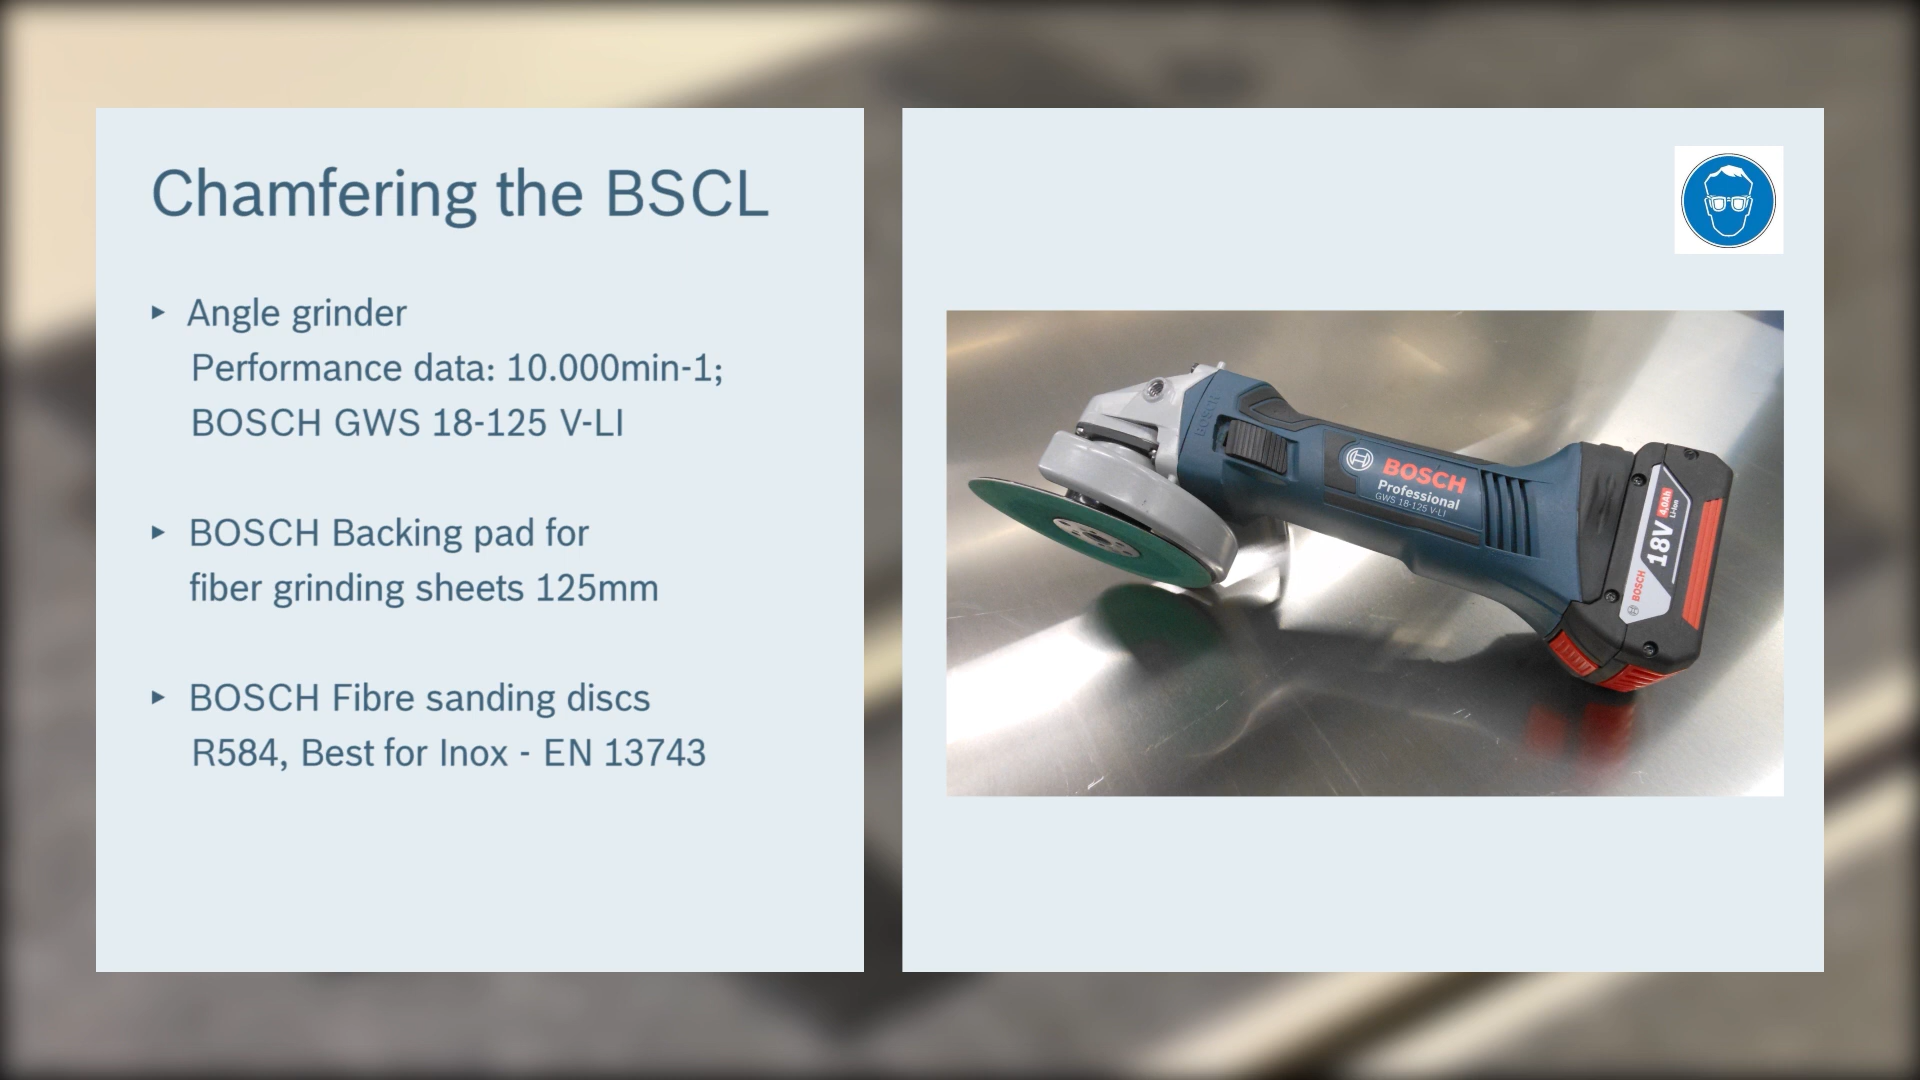 Chamfering the BSCL
▸ Angle grinder
Performance data: 10.000min-1;
BOSCH GWS 18-125 V-LI
▸ BOSCH Backing pad for
fiber grinding sheets 125mm
▸ BOSCH Fibre sanding discs
R584, Best for Inox - EN 13743
BOSCH
BOSCH
Professional
GWS 18-125 V-LI
BOSCH
18V
4,0Ah
Li-Ion